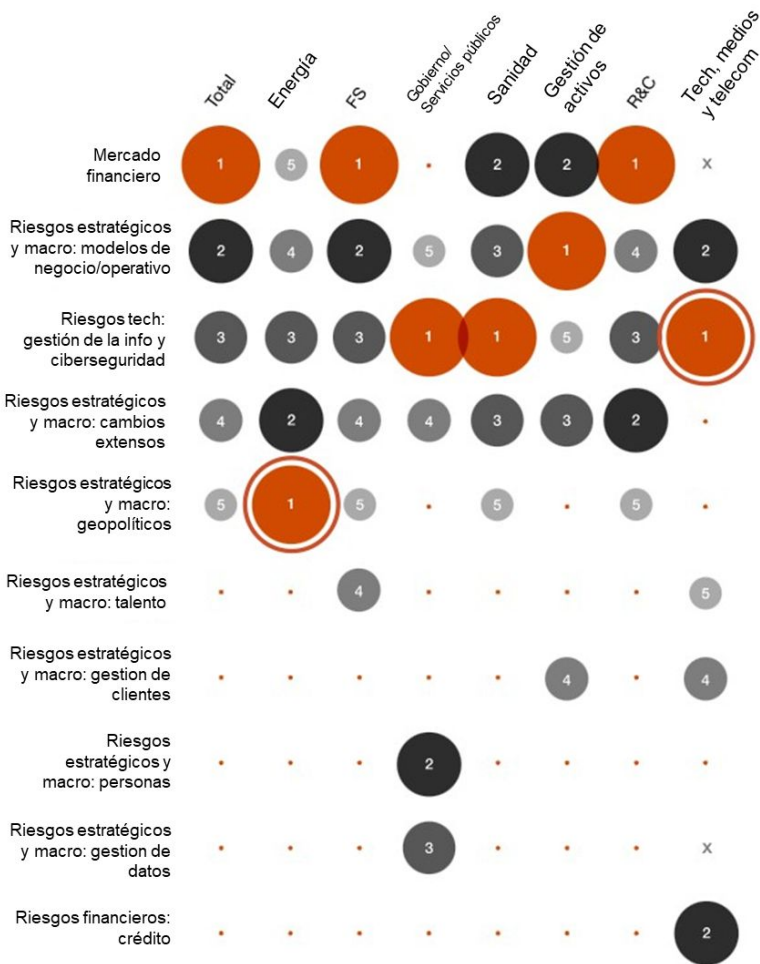 Total
Energía
FS
Gobierno/
Servicios públicos
Sanidad
Gestión de
activos
R&C
Tech, medios
y telecom
Mercado
financiero
1 5 1 2 2 1 x
Riesgos estratégicos
y macro: modelos de
negocio/operativo
2 4 2 5 3 1 4 2
Riesgos tech:
gestión de la info y
ciberseguridad
3 3 3 1 1 5 3 1
Riesgos estratégicos
y macro: cambios
extensos
4 2 4 4 3 3 2
Riesgos estratégicos
y macro:
geopolíticos
5 1 5 5 5
Riesgos estratégicos
y macro: talento
4 5
Riesgos estratégicos
y macro: gestion de
clientes
4 4
Riesgos
estratégicos y
macro: personas
2
Riesgos estratégicos
y macro: gestion de
datos
3 x
Riesgos financieros:
crédito
2